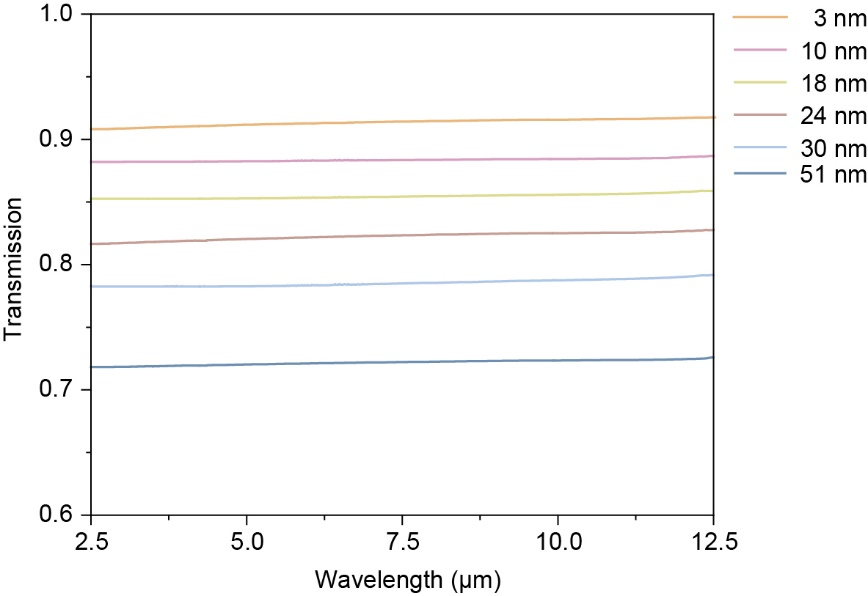 1.0
0.9
0.8
0.7
0.6
Transmission
2.5 5.0 7.5 10.0 12.5
Wavelength (μm)
3 nm
10 nm
18 nm
24 nm
30 nm
51 nm